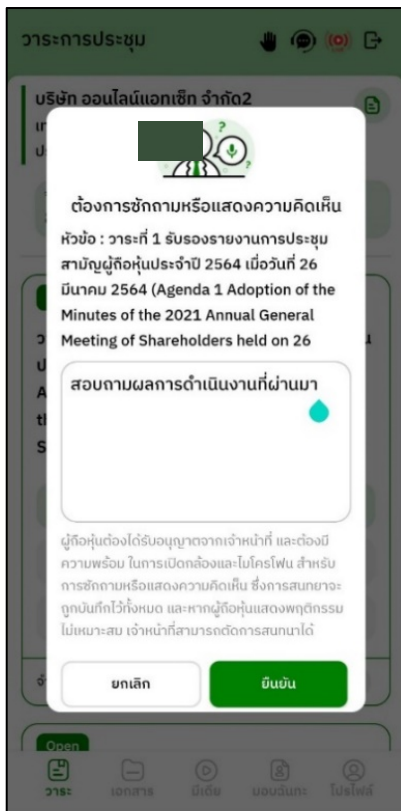 วาระการประชุม
บริษัท ออนไลน์แอทเซ็ท จำกัด2
ต้องการซักถามหรือแสดงความคิดเห็น
หัวข้อ : วาระที่ 1 รับรองรายงานการประชุม
สามัญผู้ถือหุ้นประจำปี 2564 เมื่อวันที่ 26
มีนาคม 2564 (Agenda 1 Adoption of the
Minutes of the 2021 Annual General
Meeting of Shareholders held on 26
สอบถามผลการดำเนินงานที่ผ่านมา
ผู้ถือหุ้นต้องได้รับอนุญาตจากเจ้าหน้าที่ และต้องมี
ความพร้อม ในการเปิดกล้องและไมโครโฟน สำหรับ
การซักถามหรือแสดงความคิดเห็น ซึ่งการสนทนาจะ
ถูกบันทึกไว้ทั้งหมด และหากผู้ถือหุ้นแสดงพฤติกรรม
ไม่เหมาะสม เจ้าหน้าที่สามารถตัดการสนทนาได้
ยกเลิก ยืนยัน
Open
วาระ เอกสาร มีเดีย มอบฉันทะ โปรไฟล์